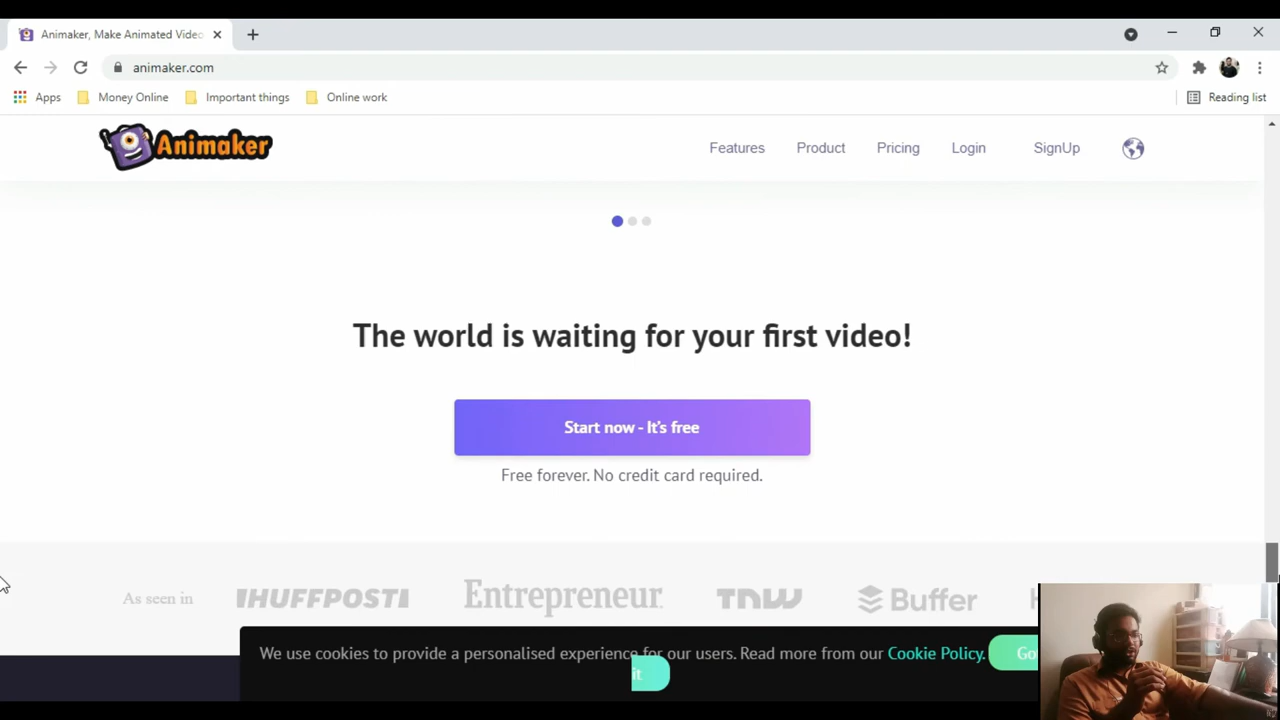 Animaker, Make Animated Video
animaker.com
Apps
Money Online
Important things
Online work
Reading list
Animaker
Features
Product
Pricing
Login
SignUp
The world is waiting for your first video!
Start now - It's free
Free forever. No credit card required.
As seen in
IHUFFPOSTI
Entrepreneur
TNW
Buffer
H
We use cookies to provide a personalised experience for our users. Read more from our Cookie Policy. Go
it